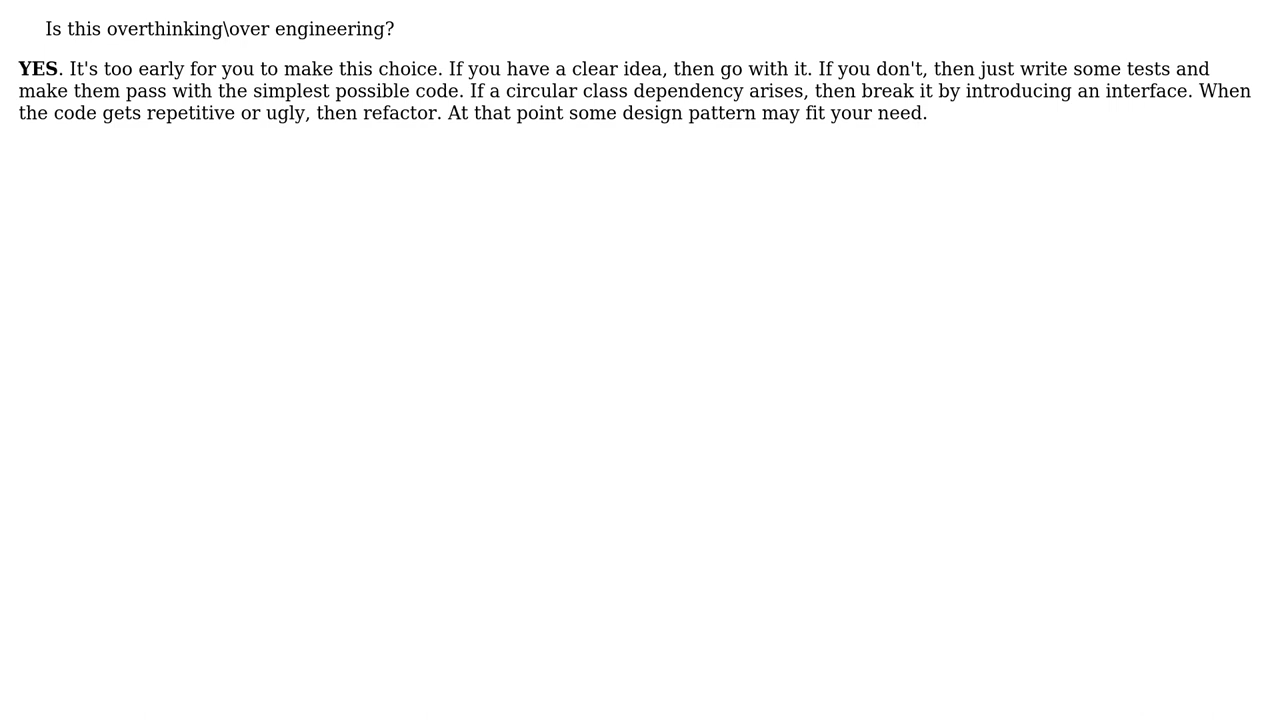 Is this overthinking\over engineering?
YES. It's too early for you to make this choice. If you have a clear idea, then go with it. If you don't, then just write some tests and
make them pass with the simplest possible code. If a circular class dependency arises, then break it by introducing an interface. When
the code gets repetitive or ugly, then refactor. At that point some design pattern may fit your need.